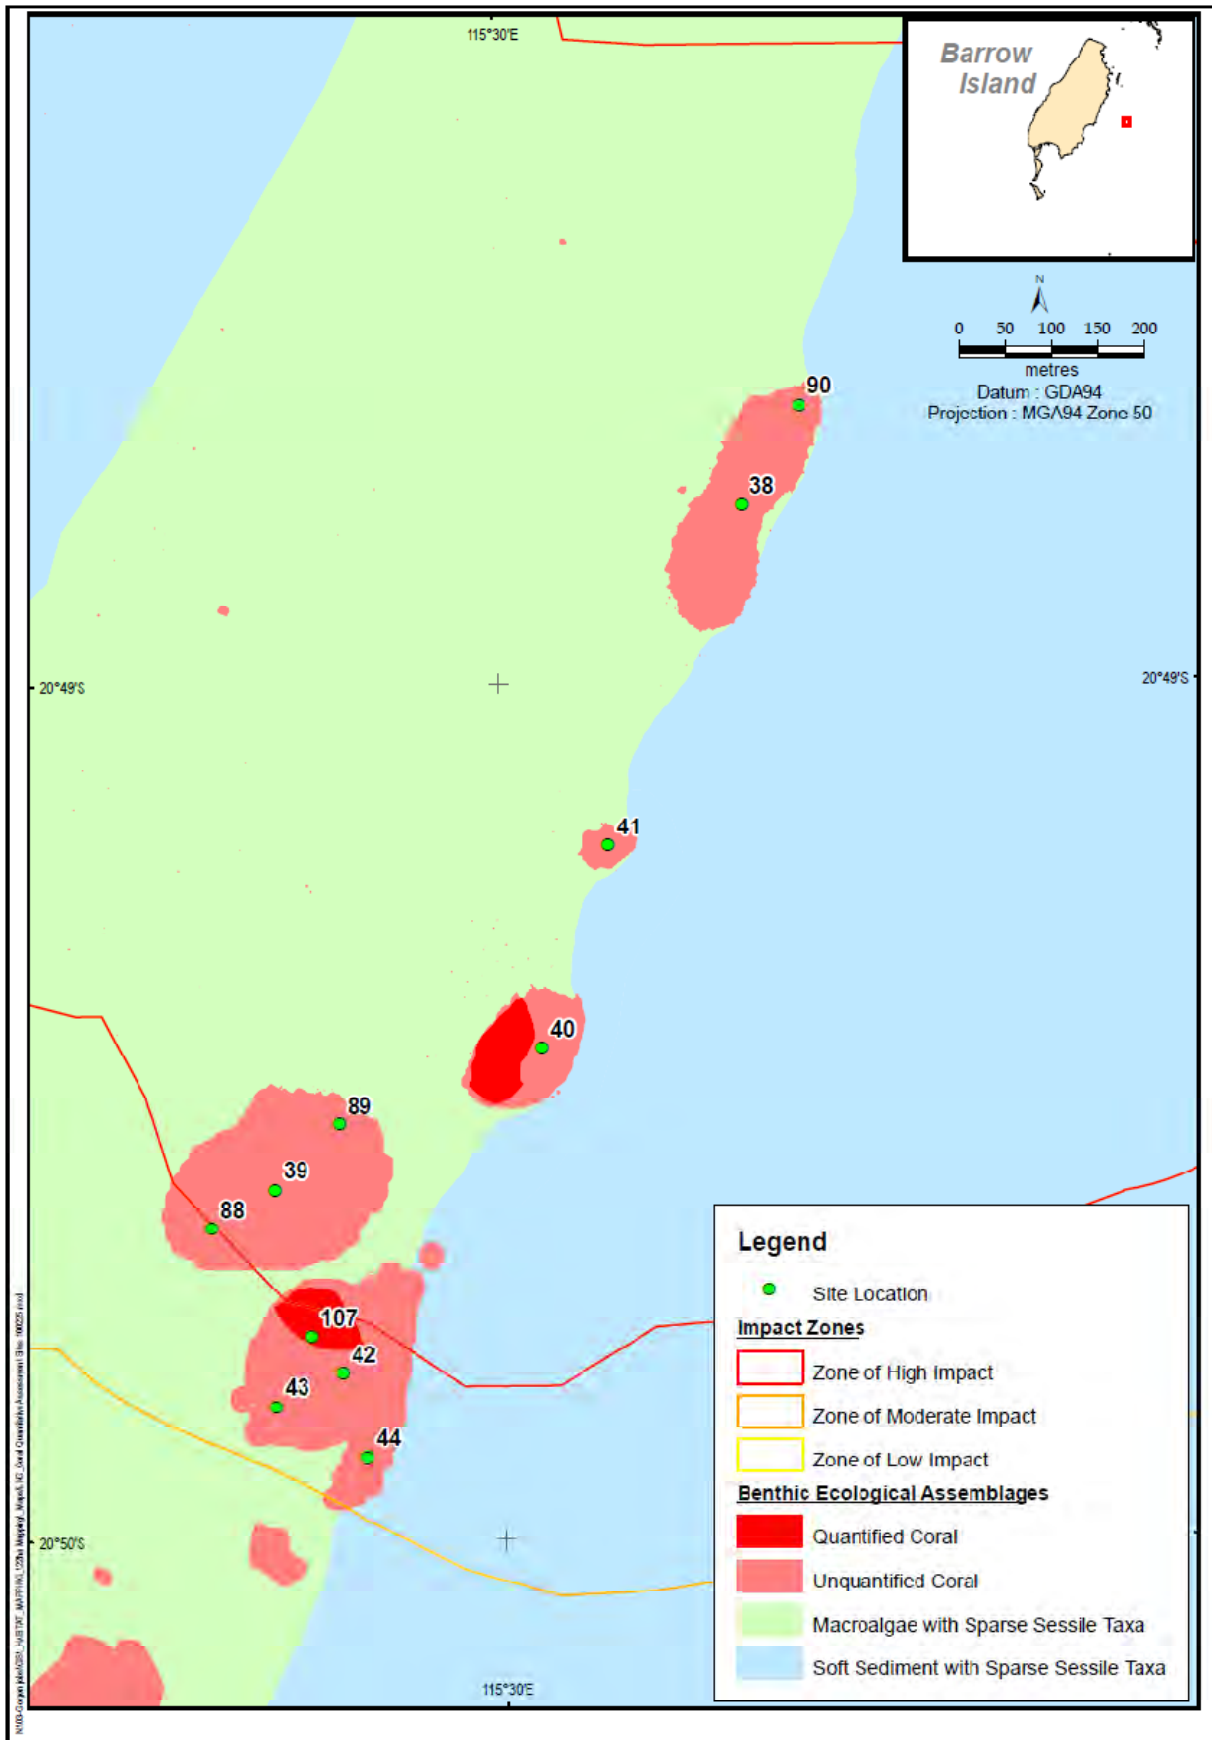 115°30'E
Barrow
Island
N
0 50 100 150 200
metres
Datum : GDA94
Projection : MGA94 Zone 50
90
38
20°49'S
20°49'S
41
40
89
39
88
107
42
43
44
20°50'S
115°30'E
Legend
Site Location
Impact Zones
Zone of High Impact
Zone of Moderate Impact
Zone of Low Impact
Benthic Ecological Assemblages
Quantified Coral
Unquantified Coral
Macroalgae with Sparse Sessile Taxa
Soft Sediment with Sparse Sessile Taxa